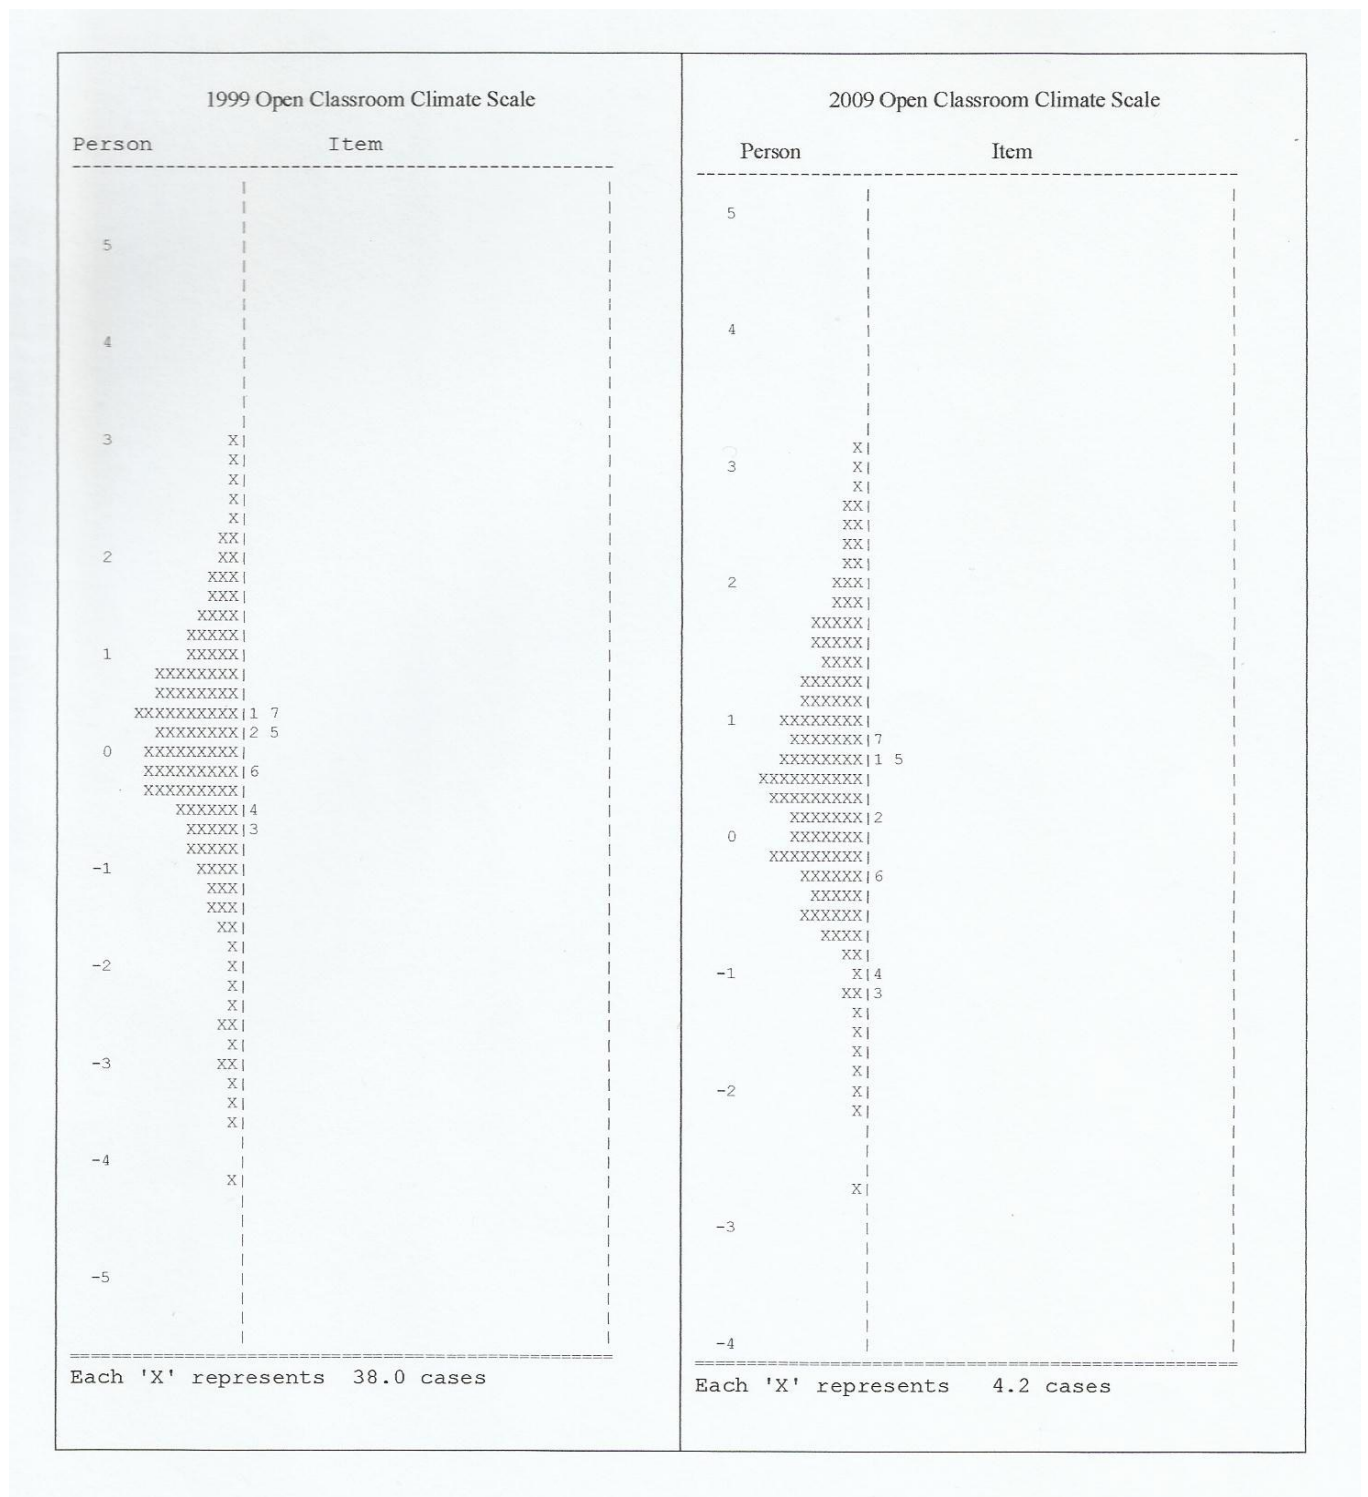 1999 Open Classroom Climate Scale
Person Item
5
4
3 X|
X|
X|
X|
X|
XX|
2 XX|
XXX|
XXX|
XXXX|
XXXXX|
1 XXXXX|
XXXXXXXX|
XXXXXXXX|
XXXXXXXXXX|1 7
XXXXXXXX|2 5
0 XXXXXXXXX|
XXXXXXXXX|6
XXXXXXXXX|
XXXXXX|4
XXXXX|3
XXXXX|
-1 XXXX|
XXX|
XXX|
XX|
X|
-2 X|
X|
X|
XX|
X|
-3 XX|
X|
X|
X|
-4
X|
-5
Each 'X' represents 38.0 cases
2009 Open Classroom Climate Scale
Person Item
5
4
X|
3 X|
X|
XX|
XX|
XX|
XX|
2 XXX|
XXX|
XXXXX|
XXXXX|
XXXX|
XXXXXX|
XXXXXX|
1 XXXXXXXX|
XXXXXXX|7
XXXXXXXX|1 5
XXXXXXXXXX|
XXXXXXXXX|
XXXXXXX|2
0 XXXXXXX|
XXXXXXXXX|
XXXXXX|6
XXXXX|
XXXXXX|
XXXX|
XX|
-1 X|4
XX|3
X|
X|
X|
X|
-2 X|
X|
X|
-3
-4
Each 'X' represents 4.2 cases